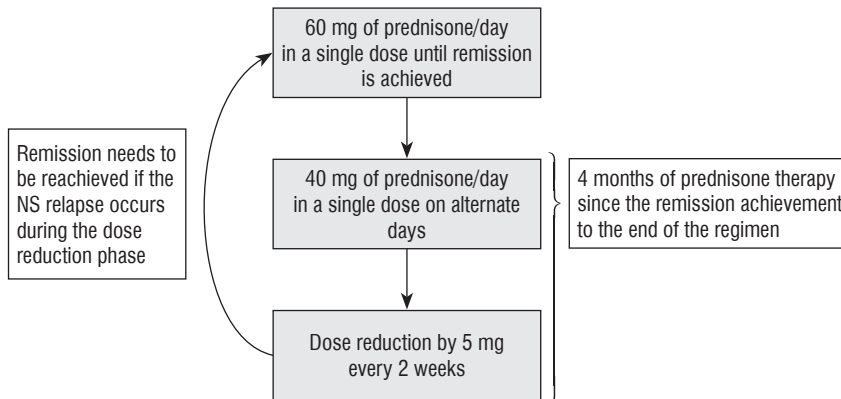 60 mg of prednisone/day
in a single dose until remission
is achieved
Remission needs to
be reachieved if the
NS relapse occurs
during the dose
reduction phase
40 mg of prednisone/day
in a single dose on alternate
days
4 months of prednisone therapy
since the remission achievement
to the end of the regimen
Dose reduction by 5 mg
every 2 weeks